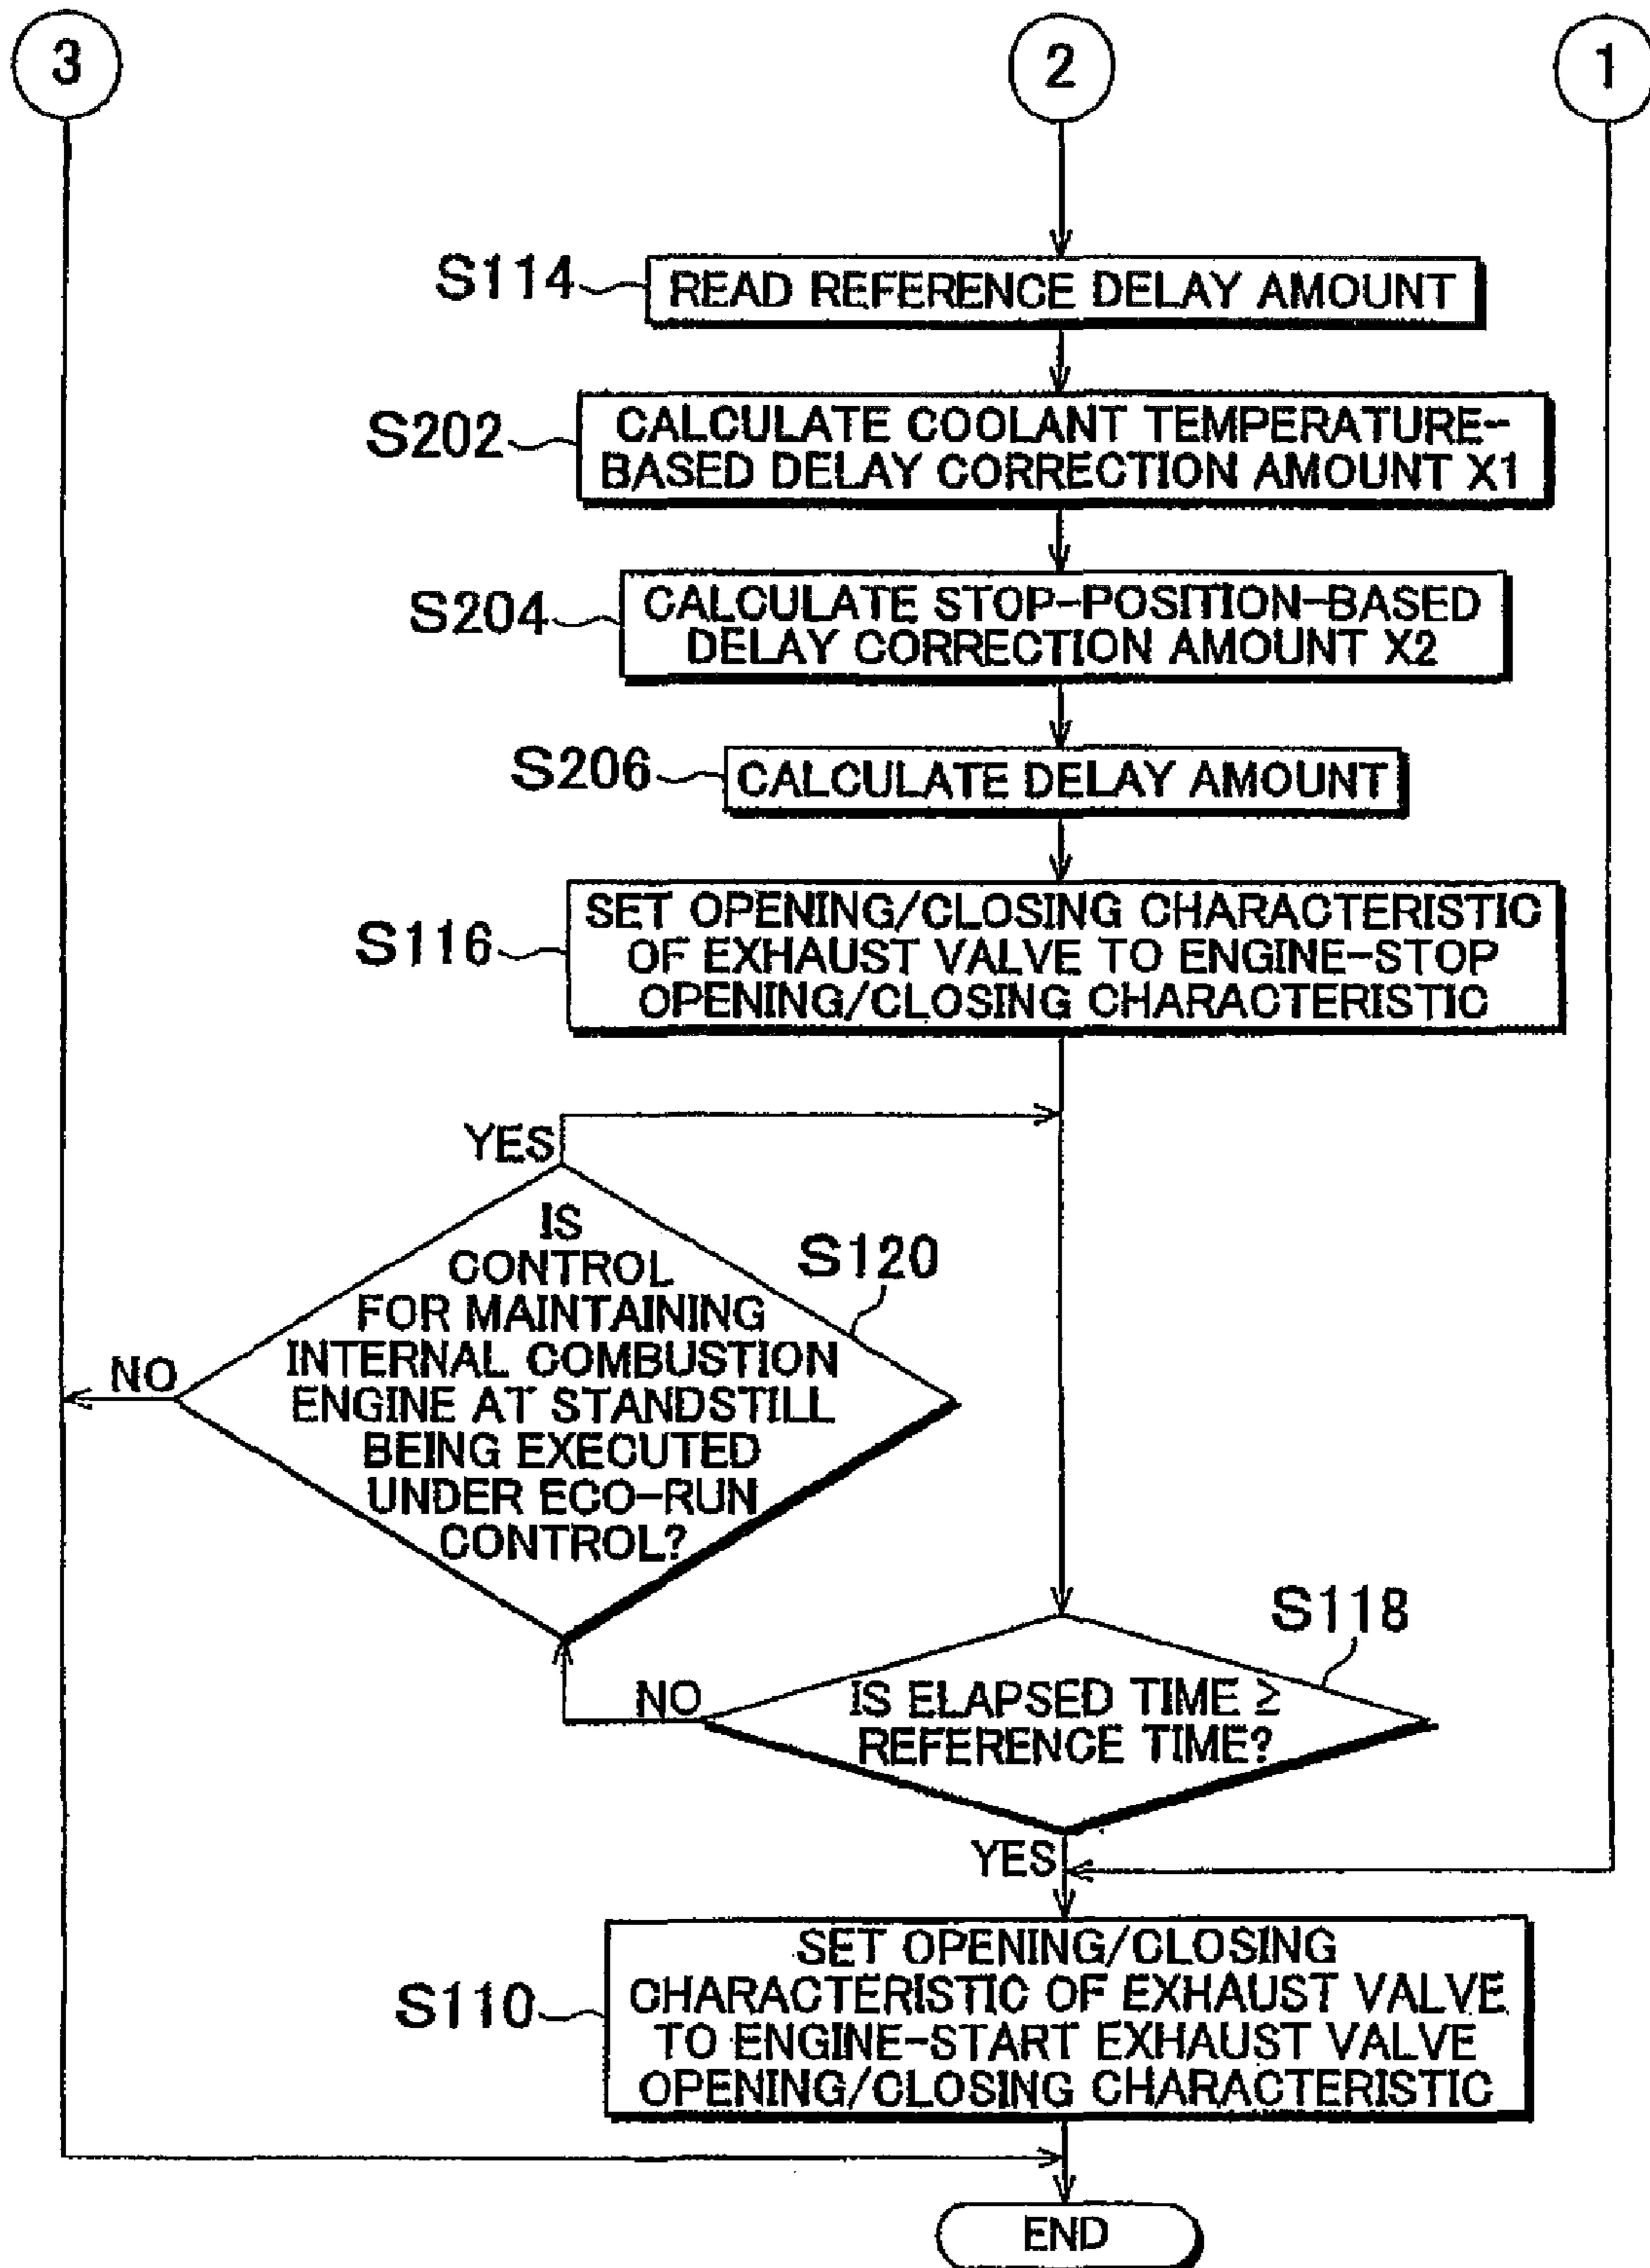 3
2
1
S114
READ REFERENCE DELAY AMOUNT
S202
CALCULATE COOLANT TEMPERATURE-
BASED DELAY CORRECTION AMOUNT X1
S204
CALCULATE STOP-POSITION-BASED
DELAY CORRECTION AMOUNT X2
S206
CALCULATE DELAY AMOUNT
S116
SET OPENING/CLOSING CHARACTERISTIC
OF EXHAUST VALVE TO ENGINE-STOP
OPENING/CLOSING CHARACTERISTIC
YES
IS
CONTROL
FOR MAINTAINING
INTERNAL COMBUSTION
ENGINE AT STANDSTILL
BEING EXECUTED
UNDER ECO-RUN
CONTROL?
S120
NO
S118
IS ELAPSED TIME ≥
REFERENCE TIME?
NO
YES
S110
SET OPENING/CLOSING
CHARACTERISTIC OF EXHAUST VALVE
TO ENGINE-START EXHAUST VALVE
OPENING/CLOSING CHARACTERISTIC
END